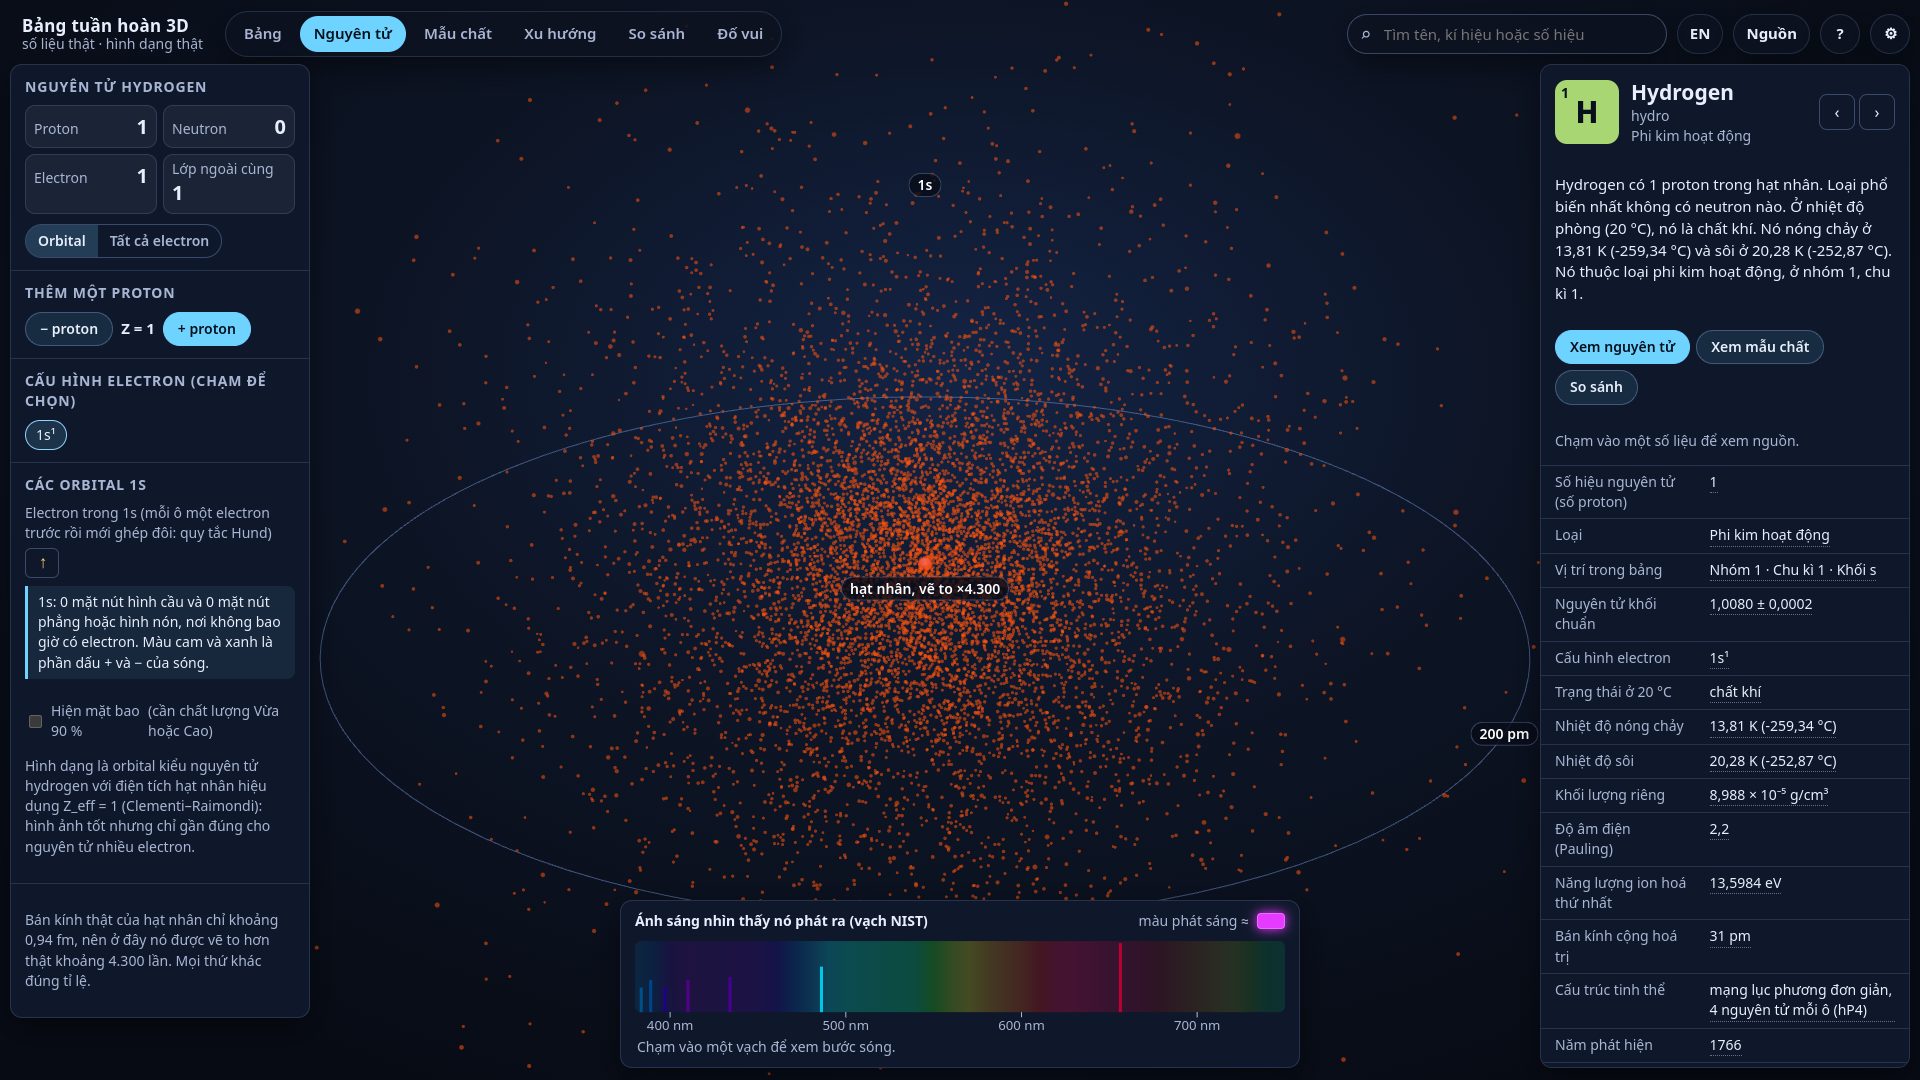 Bảng tuần hoàn 3D
số liệu thật · hình dạng thật
Bảng
Nguyên tử
Mẫu chất
Xu hướng
So sánh
Đố vui
Tìm tên, kí hiệu hoặc số hiệu
EN
Nguồn
?
NGUYÊN TỬ HYDROGEN
Proton 1
Neutron 0
Electron 1
Lớp ngoài cùng
1
Orbital
Tất cả electron
THÊM MỘT PROTON
− proton
Z = 1
+ proton
CẤU HÌNH ELECTRON (CHẠM ĐỂ
CHỌN)
1s¹
CÁC ORBITAL 1S
Electron trong 1s (mỗi ô một electron
trước rồi mới ghép đôi: quy tắc Hund)
↑
1s: 0 mặt nút hình cầu và 0 mặt nút
phẳng hoặc hình nón, nơi không bao
giờ có electron. Màu cam và xanh là
phần dấu + và − của sóng.
Hiện mặt bao
90 %
(cần chất lượng Vừa
hoặc Cao)
Hình dạng là orbital kiểu nguyên tử
hydrogen với điện tích hạt nhân hiệu
dụng Z_eff = 1 (Clementi–Raimondi):
hình ảnh tốt nhưng chỉ gần đúng cho
nguyên tử nhiều electron.
Bán kính thật của hạt nhân chỉ khoảng
0,94 fm, nên ở đây nó được vẽ to hơn
thật khoảng 4.300 lần. Mọi thứ khác
đúng tỉ lệ.
1s
hạt nhân, vẽ to ×4.300
200 pm
Ánh sáng nhìn thấy nó phát ra (vạch NIST)
màu phát sáng ≈
400 nm
500 nm
600 nm
700 nm
Chạm vào một vạch để xem bước sóng.
1
H
Hydrogen
hydro
Phi kim hoạt động
‹
›
Hydrogen có 1 proton trong hạt nhân. Loại phổ
biến nhất không có neutron nào. Ở nhiệt độ
phòng (20 °C), nó là chất khí. Nó nóng chảy ở
13,81 K (-259,34 °C) và sôi ở 20,28 K (-252,87 °C).
Nó thuộc loại phi kim hoạt động, ở nhóm 1, chu
kì 1.
Xem nguyên tử
Xem mẫu chất
So sánh
Chạm vào một số liệu để xem nguồn.
Số hiệu nguyên tử
(số proton)
1
Loại
Phi kim hoạt động
Vị trí trong bảng
Nhóm 1 · Chu kì 1 · Khối s
Nguyên tử khối
chuẩn
1,0080 ± 0,0002
Cấu hình electron
1s¹
Trạng thái ở 20 °C
chất khí
Nhiệt độ nóng chảy
13,81 K (-259,34 °C)
Nhiệt độ sôi
20,28 K (-252,87 °C)
Khối lượng riêng
8,988 × 10⁻⁵ g/cm³
Độ âm điện
(Pauling)
2,2
Năng lượng ion hoá
thứ nhất
13,5984 eV
Bán kính cộng hoá
trị
31 pm
Cấu trúc tinh thể
mạng lục phương đơn giản,
4 nguyên tử mỗi ô (hP4)
Năm phát hiện
1766